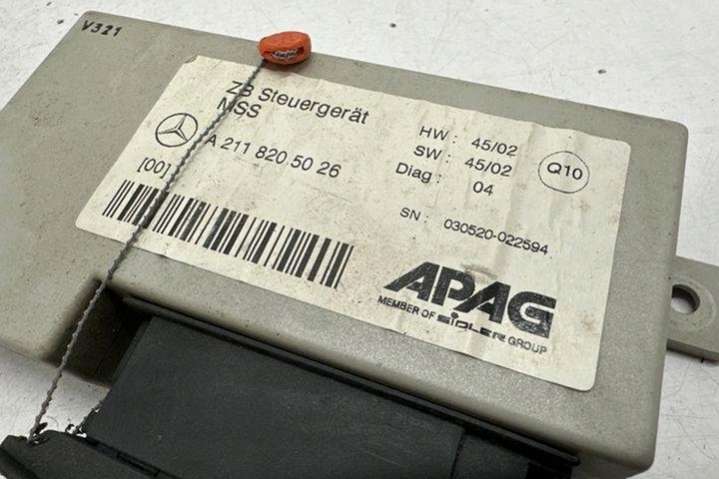 V321
ZB Steuergerät
MSS
A 211 820 50 26
[00]
HW : 45/02
SW : 45/02
Diag : 04
Q10
SN : 030520-022594
APAG
MEMBER OF SIDLER GROUP